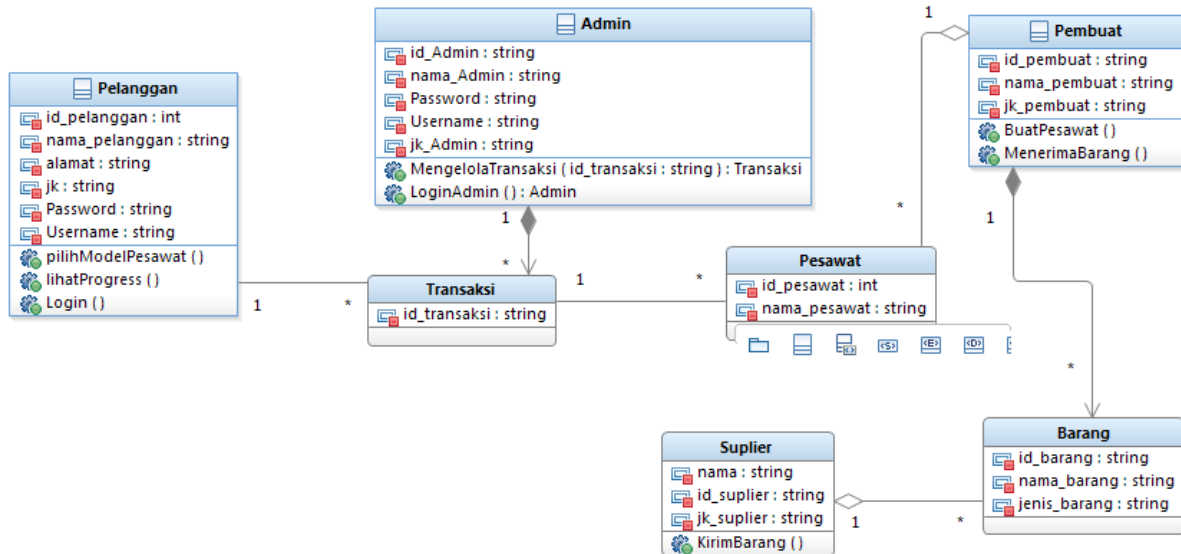 Pelanggan
id_pelanggan : int
nama_pelanggan : string
alamat : string
jk : string
Password : string
Username : string
pilihModelPesawat ( )
lihatProgress ( )
Login ( )
Admin
id_Admin : string
nama_Admin : string
Password : string
Username : string
jk_Admin : string
MengelolaTransaksi ( id_transaksi : string ) : Transaksi
LoginAdmin ( ) : Admin
1
*
1
Pembuat
id_pembuat : string
nama_pembuat : string
jk_pembuat : string
BuatPesawat ( )
MenerimaBarang ( )
*
1
1
*
Transaksi
id_transaksi : string
1
*
Pesawat
id_pesawat : int
nama_pesawat : string
<S>
<E>
<D>
*
Suplier
nama : string
id_suplier : string
jk_suplier : string
KirimBarang ( )
1
*
Barang
id_barang : string
nama_barang : string
jenis_barang : string